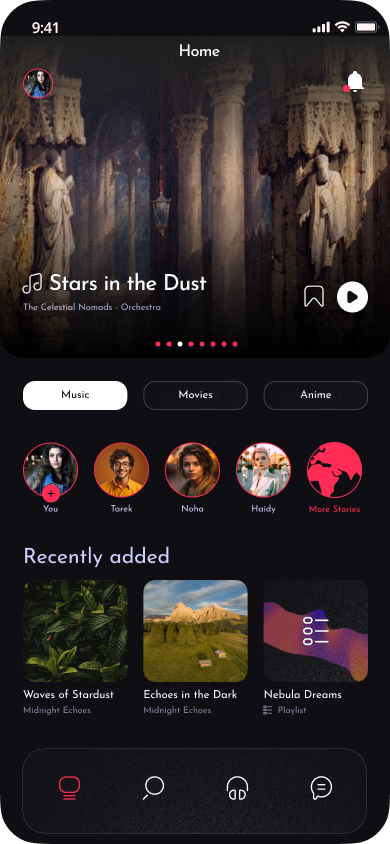 9:41
Home
Stars in the Dust
The Celestial Nomads - Orchestra
Music
Movies
Anime
You
Tarek
Noha
Haidy
More Stories
Recently added
Waves of Stardust
Echoes in the Dark
Nebula Dreams
Midnight Echoes
Midnight Echoes
Playlist